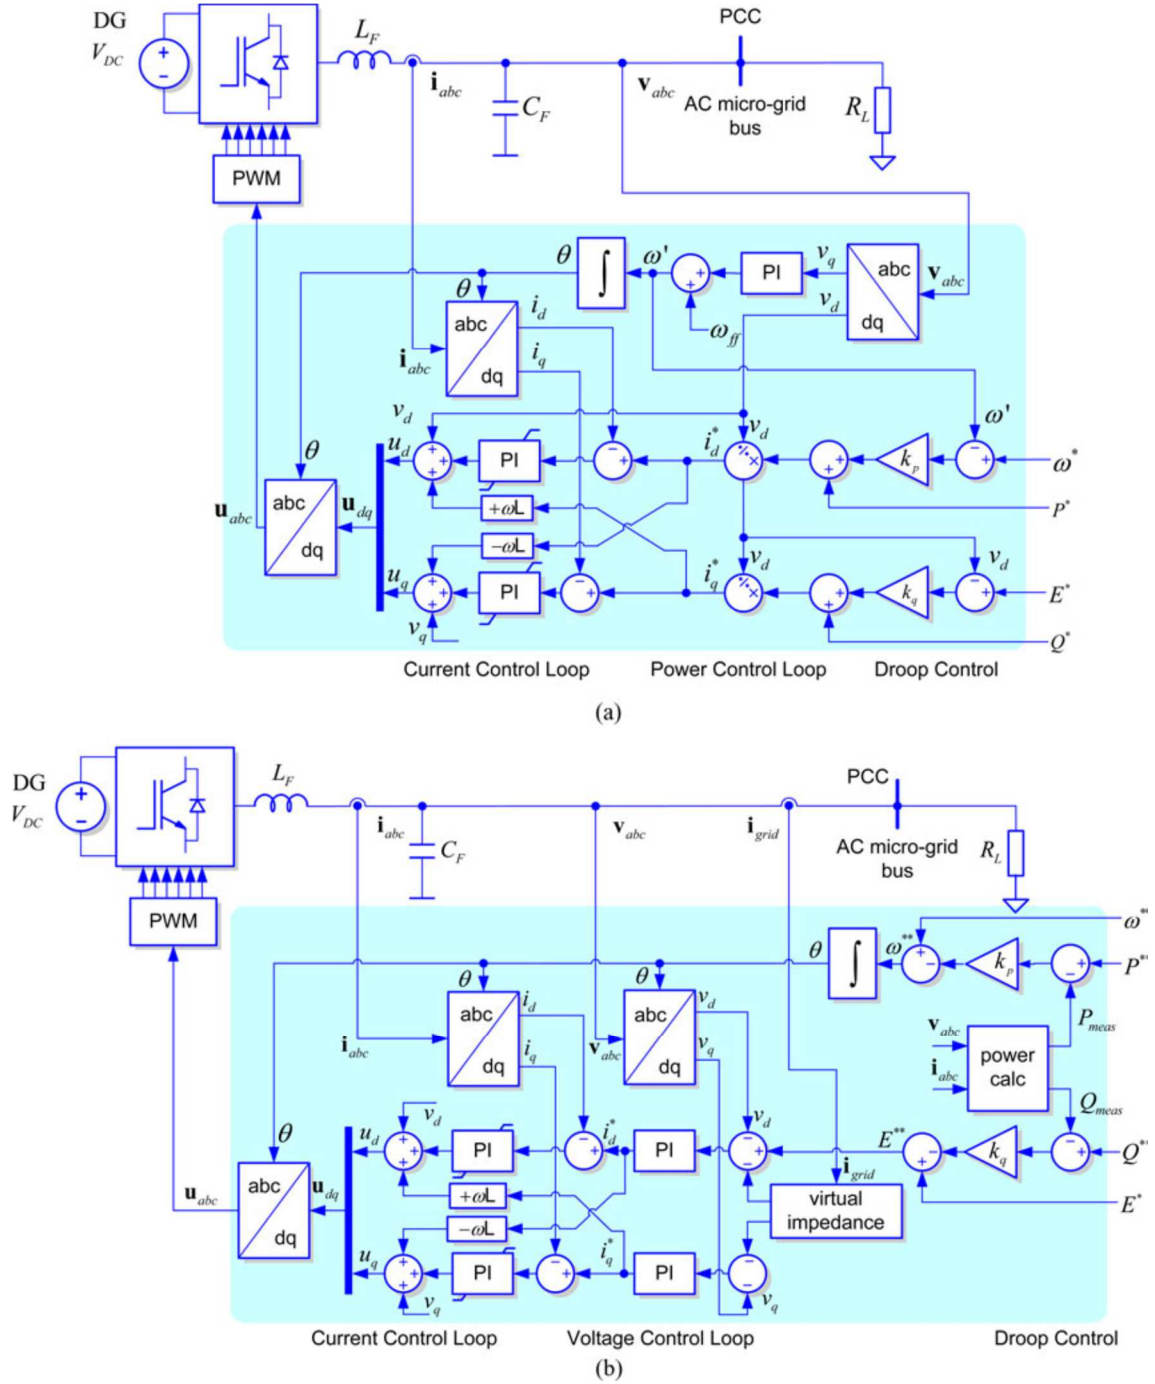 DG
V_DC
L_F
i_abc
C_F
v_abc
PCC
AC micro-grid
bus
R_L
PWM
θ
∫
ω'
+
+
ω_ff
PI
v_q
v_d
abc
dq
v_abc
θ
abc
dq
i_abc
i_d
i_q
ω'
v_d
u_d
+
+
+
PI
-
+
i_d^*
v_d
÷
×
+
+
k_p
-
+
ω^*
P^*
+ωL
-ωL
θ
abc
dq
u_abc
u_dq
u_q
+
+
+
v_q
PI
-
+
i_q^*
v_d
÷
×
+
+
k_q
-
+
v_d
E^*
Q^*
Current Control Loop
Power Control Loop
Droop Control
(a)
DG
V_DC
L_F
i_abc
C_F
v_abc
i_grid
PCC
AC micro-grid
bus
R_L
PWM
θ
∫
ω^**
+
-
k_p
-
+
ω^*
P^*
P_meas
v_abc
i_abc
power
calc
Q_meas
θ
abc
dq
i_abc
i_d
i_q
θ
abc
dq
v_abc
v_d
v_q
v_d
u_d
+
+
+
PI
-
+
i_d^*
PI
v_d
-
+
-
E^**
+
-
k_q
-
+
Q^*
E^*
i_grid
virtual
impedance
+ωL
-ωL
θ
abc
dq
u_abc
u_dq
u_q
+
+
+
v_q
PI
-
+
i_q^*
PI
-
-
v_q
Current Control Loop
Voltage Control Loop
Droop Control
(b)